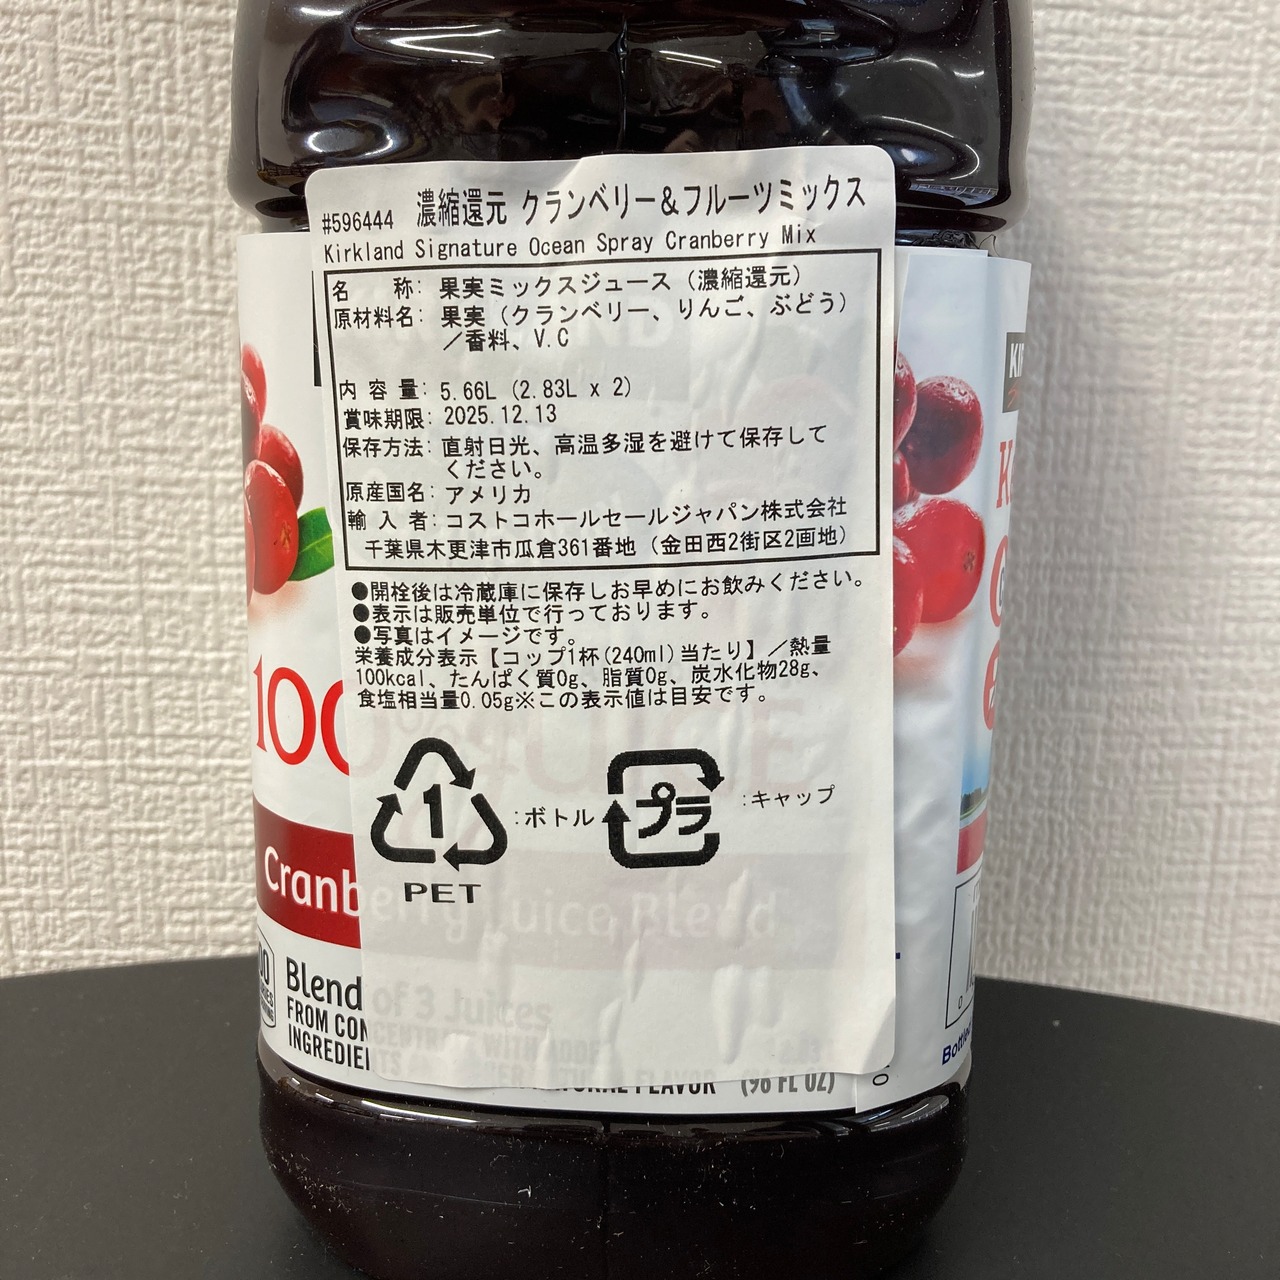 #596444 濃縮還元 クランベリー&フルーツミックス
Kirkland Signature Ocean Spray Cranberry Mix
名 称: 果実ミックスジュース (濃縮還元)
原材料名: 果実 (クランベリー、りんご、ぶどう)
/香料、V.C
内 容 量: 5.66L (2.83L x 2)
賞味期限: 2025.12.13
保存方法: 直射日光、高温多湿を避けて保存して
ください。
原産国名: アメリカ
輸 入 者: コストコホールセールジャパン株式会社
千葉県木更津市瓜倉361番地 (金田西2街区2画地)
●開栓後は冷蔵庫に保存しお早めにお飲みください。
●表示は販売単位で行っております。
●写真はイメージです。
栄養成分表示【コップ1杯(240ml)当たり】/熱量
100kcal、たんぱく質0g、脂質0g、炭水化物28g、
食塩相当量0.05g※この表示値は目安です。
1
PET
:ボトル
プラ
:キャップ
100
JUICE
Cranberry Juice Blend
Blend of 3 Juices
FROM CONCENTRATE WITH ADDED
INGREDIENTS
NATURAL FLAVOR
(96 FL OZ)
KI
Bottle